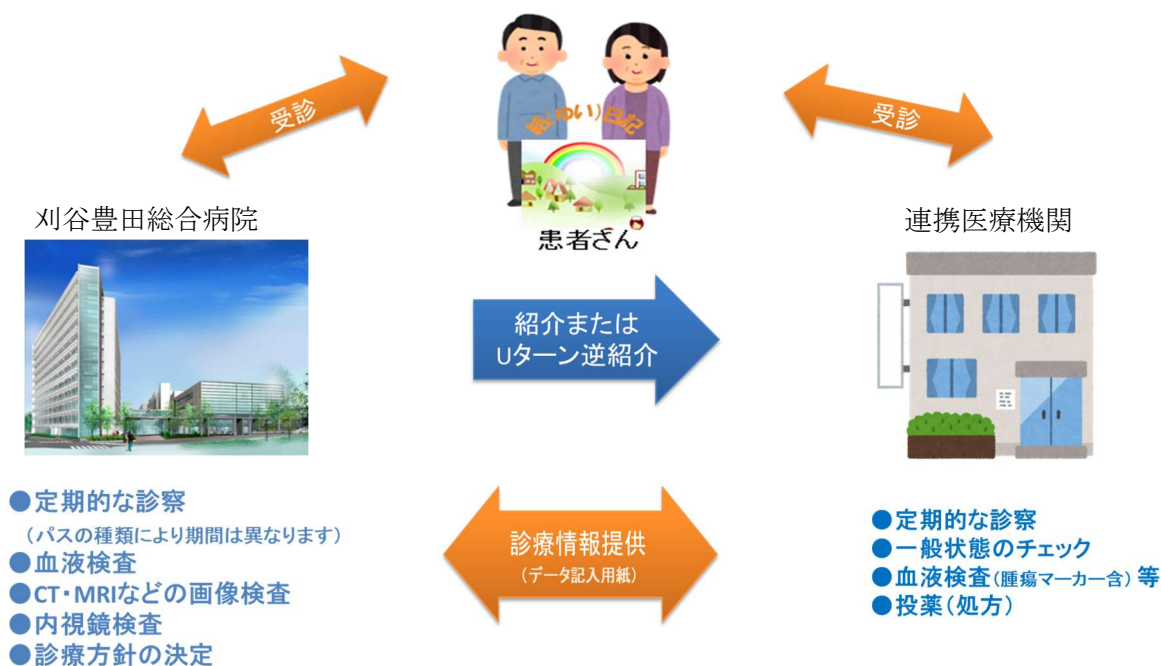 受診
結(ゆい)日記
受診
患者さん
刈谷豊田総合病院
連携医療機関
紹介または
Uターン逆紹介
●定期的な診察
（パスの種類により期間は異なります）
●血液検査
●CT・MRIなどの画像検査
●内視鏡検査
●診療方針の決定
診療情報提供
（データ記入用紙）
●定期的な診察
●一般状態のチェック
●血液検査（腫瘍マーカー含）等
●投薬（処方）